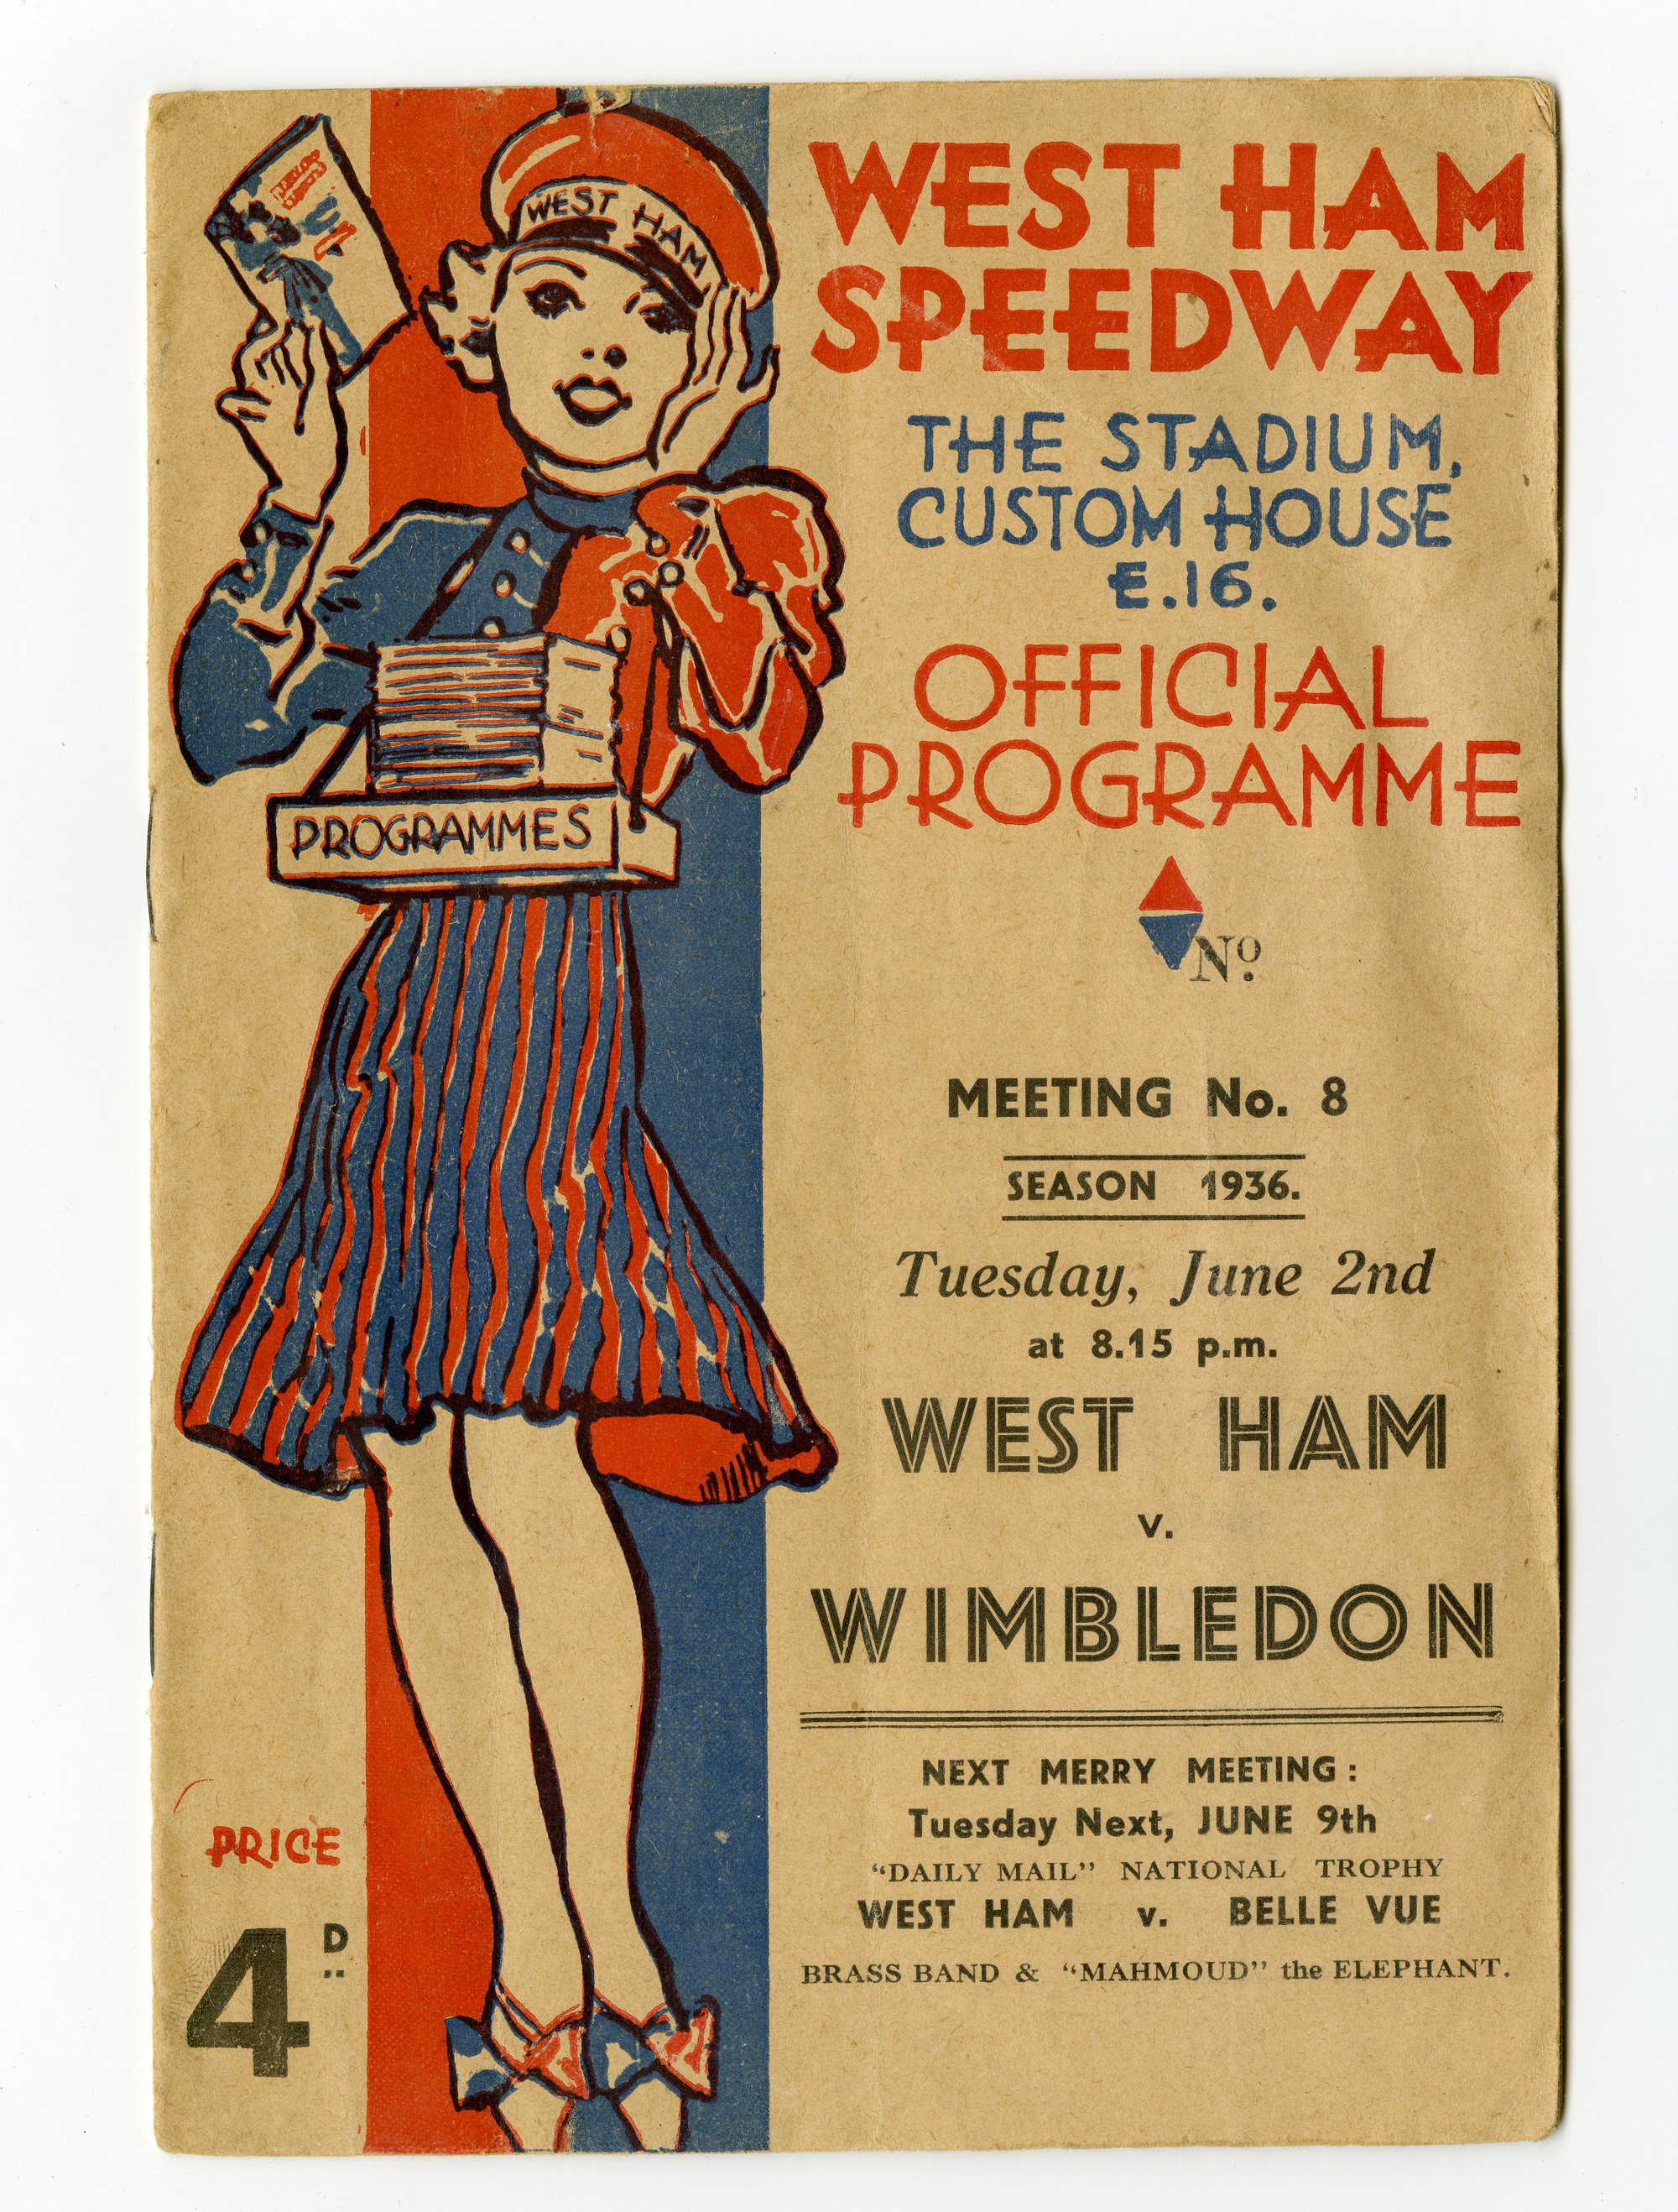 WEST HAM
WEST HAM
SPEEDWAY
THE STADIUM,
CUSTOM HOUSE
E.16.
OFFICIAL
PROGRAMME
PROGRAMMES
Nº
MEETING No. 8
SEASON 1936.
Tuesday, June 2nd
at 8.15 p.m.
WEST HAM
v.
WIMBLEDON
NEXT MERRY MEETING:
Tuesday Next, JUNE 9th
"DAILY MAIL" NATIONAL TROPHY
WEST HAM v. BELLE VUE
BRASS BAND & "MAHMOUD" the ELEPHANT.
PRICE
4D